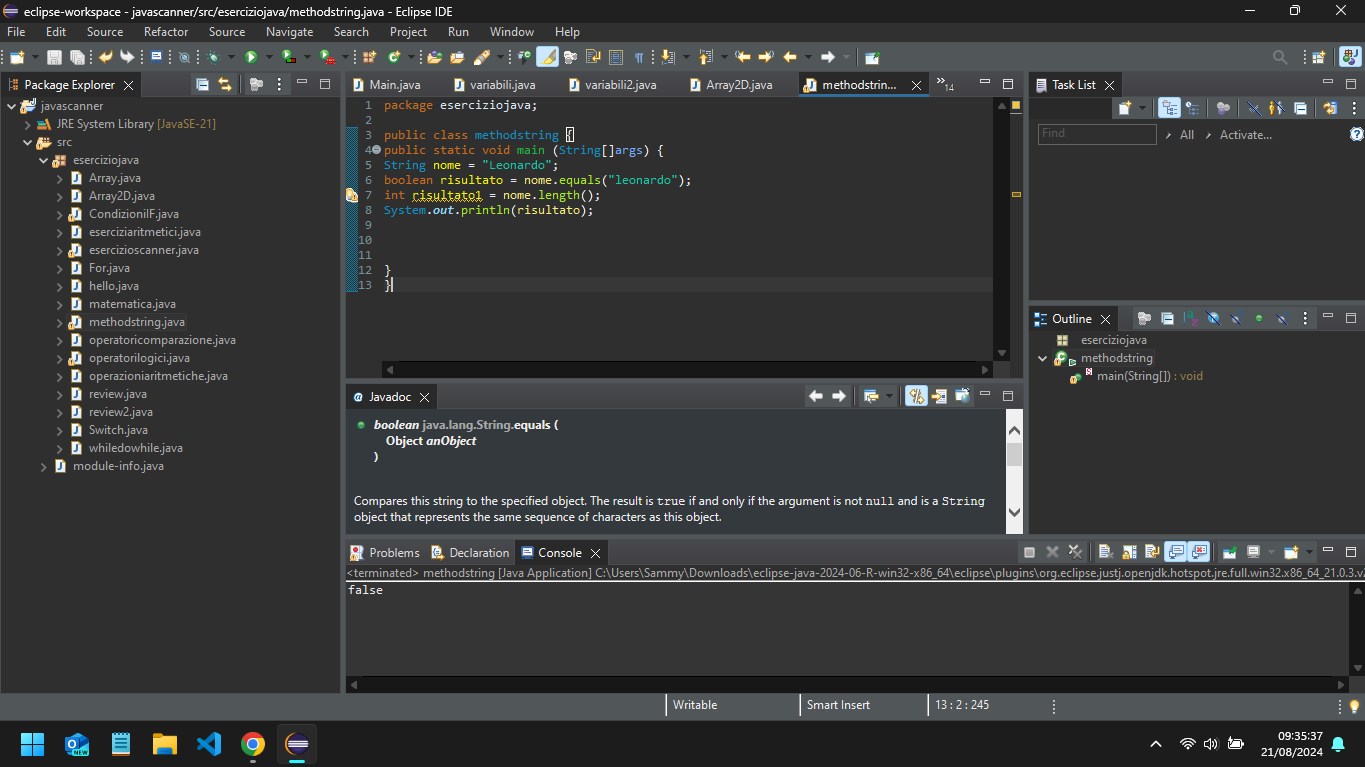 eclipse-workspace - javascanner/src/eserciziojava/methodstring.java - Eclipse IDE
File Edit Source Refactor Source Navigate Search Project Run Window Help
Package Explorer
javascanner
JRE System Library [JavaSE-21]
src
eserciziojava
Array.java
Array2D.java
CondizioniIF.java
eserciziaritmetici.java
esercizioscanner.java
For.java
hello.java
matematica.java
methodstring.java
operatoricomparazione.java
operatorilogici.java
operazioniaritmetiche.java
review.java
review2.java
Switch.java
whiledowhile.java
module-info.java
Main.java variabili.java variabili2.java Array2D.java methodstrin... »14
1 package eserciziojava;
2
3 public class methodstring {
4 public static void main (String[]args) {
5 String nome = "Leonardo";
6 boolean risultato = nome.equals("leonardo");
7 int risultato1 = nome.length();
8 System.out.println(risultato);
9
10
11
12 }
13 }
Javadoc
boolean java.lang.String.equals (
Object anObject
)
Compares this string to the specified object. The result is true if and only if the argument is not null and is a String
object that represents the same sequence of characters as this object.
Problems Declaration Console
<terminated> methodstring [Java Application] C:\Users\Sammy\Downloads\eclipse-java-2024-06-R-win32-x86_64\eclipse\plugins\org.eclipse.justj.openjdk.hotspot.jre.full.win32.x86_64_21.0.3.v
false
Task List
Find All Activate...
Outline
eserciziojava
methodstring
main(String[]) : void
Writable Smart Insert 13 : 2 : 245
NEW
09:35:37
21/08/2024